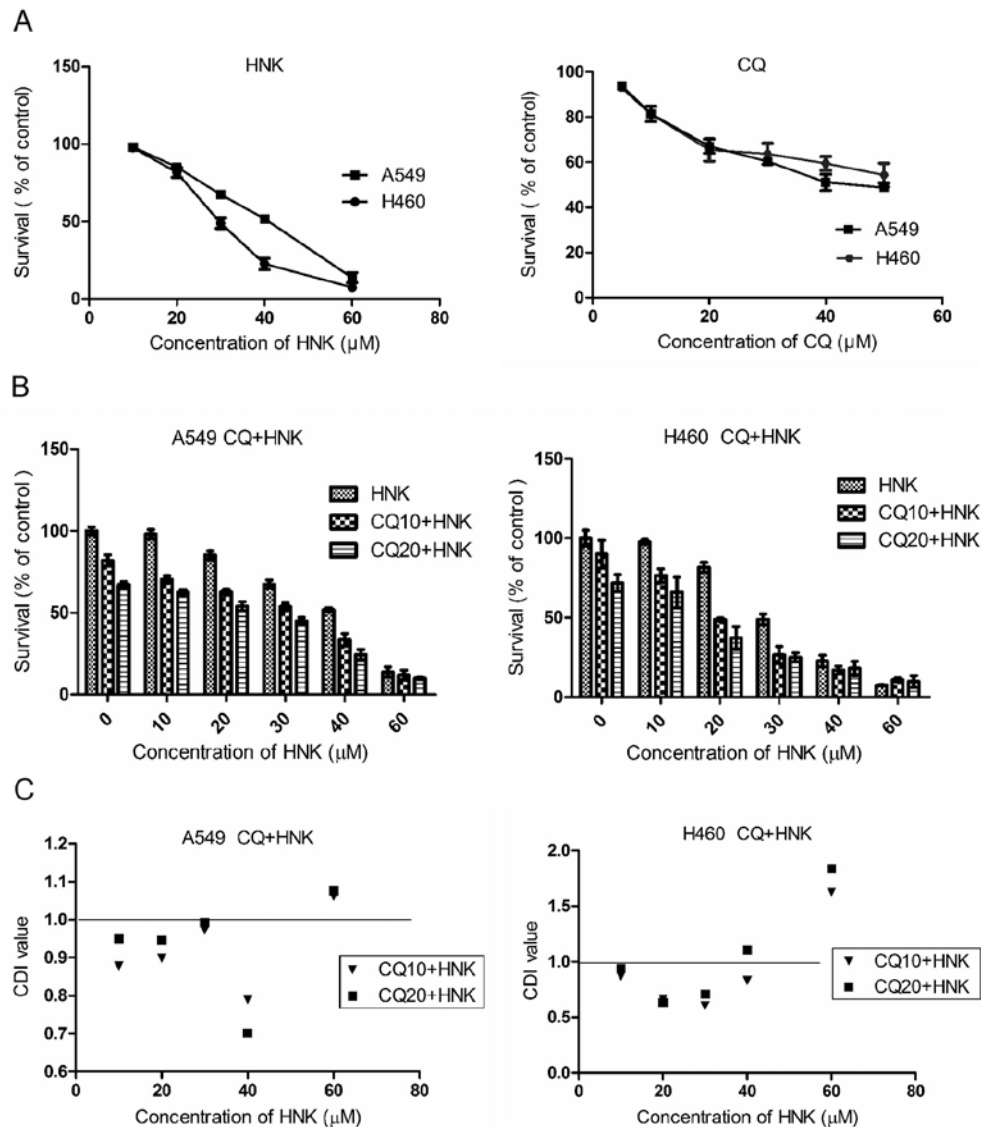 A
HNK
150
100
50
0
Survival ( % of control)
A549
H460
0 20 40 60 80
Concentration of HNK (µM)
CQ
100
80
60
40
20
0
Survival ( % of control)
A549
H460
0 20 40 60
Concentration of CQ (µM)
B
A549 CQ+HNK
150
100
50
0
Survival (% of control )
HNK
CQ10+HNK
CQ20+HNK
0 10 20 30 40 60
Concentration of HNK (µM)
H460 CQ+HNK
150
100
50
0
Survival (% of control )
HNK
CQ10+HNK
CQ20+HNK
0 10 20 30 40 60
Concentration of HNK (µM)
C
A549 CQ+HNK
1.2
1.1
1.0
0.9
0.8
0.7
0.6
CDI value
CQ10+HNK
CQ20+HNK
0 20 40 60 80
Concentration of HNK (µM)
H460 CQ+HNK
2.0
1.5
1.0
0.5
0.0
CDI value
CQ10+HNK
CQ20+HNK
0 20 40 60 80
Concentration of HNK (µM)